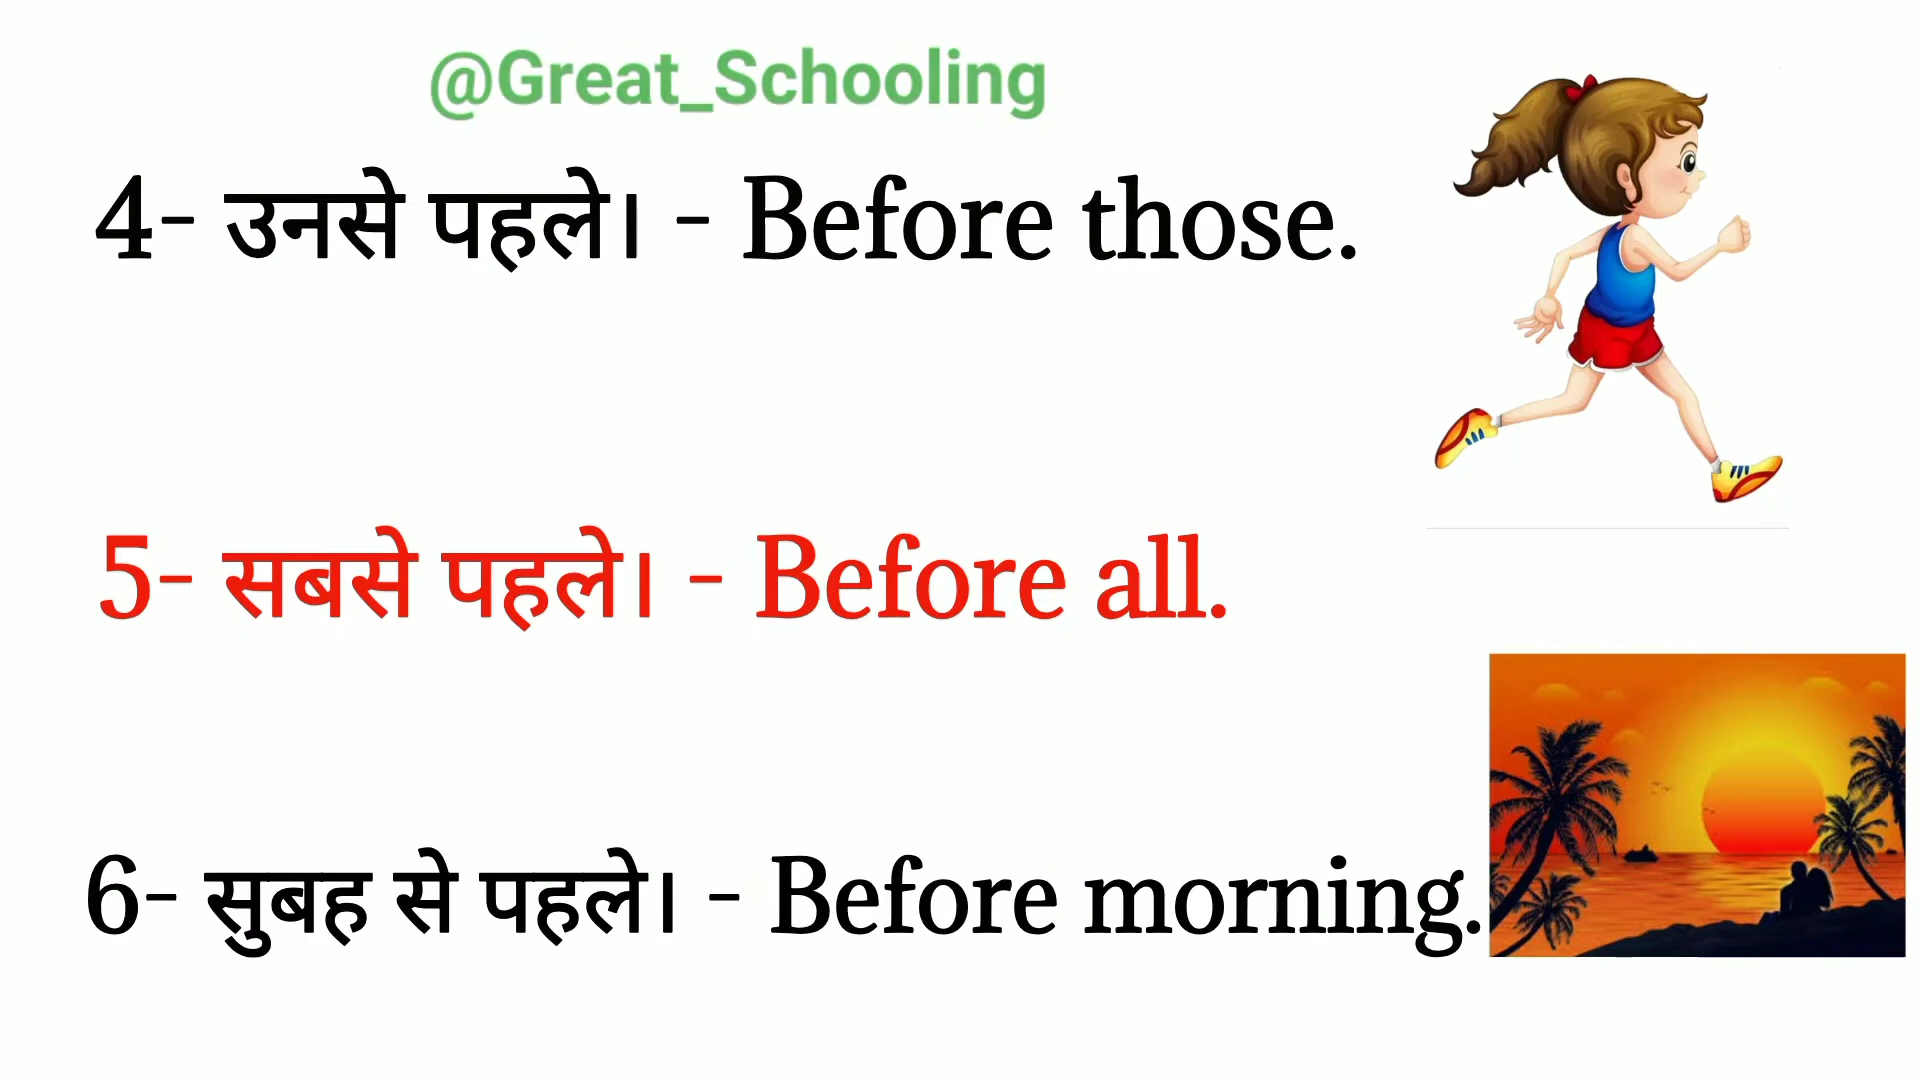 @Great_Schooling
4- उनसे पहले। - Before those.
5- सबसे पहले। - Before all.
6- सुबह से पहले। - Before morning.